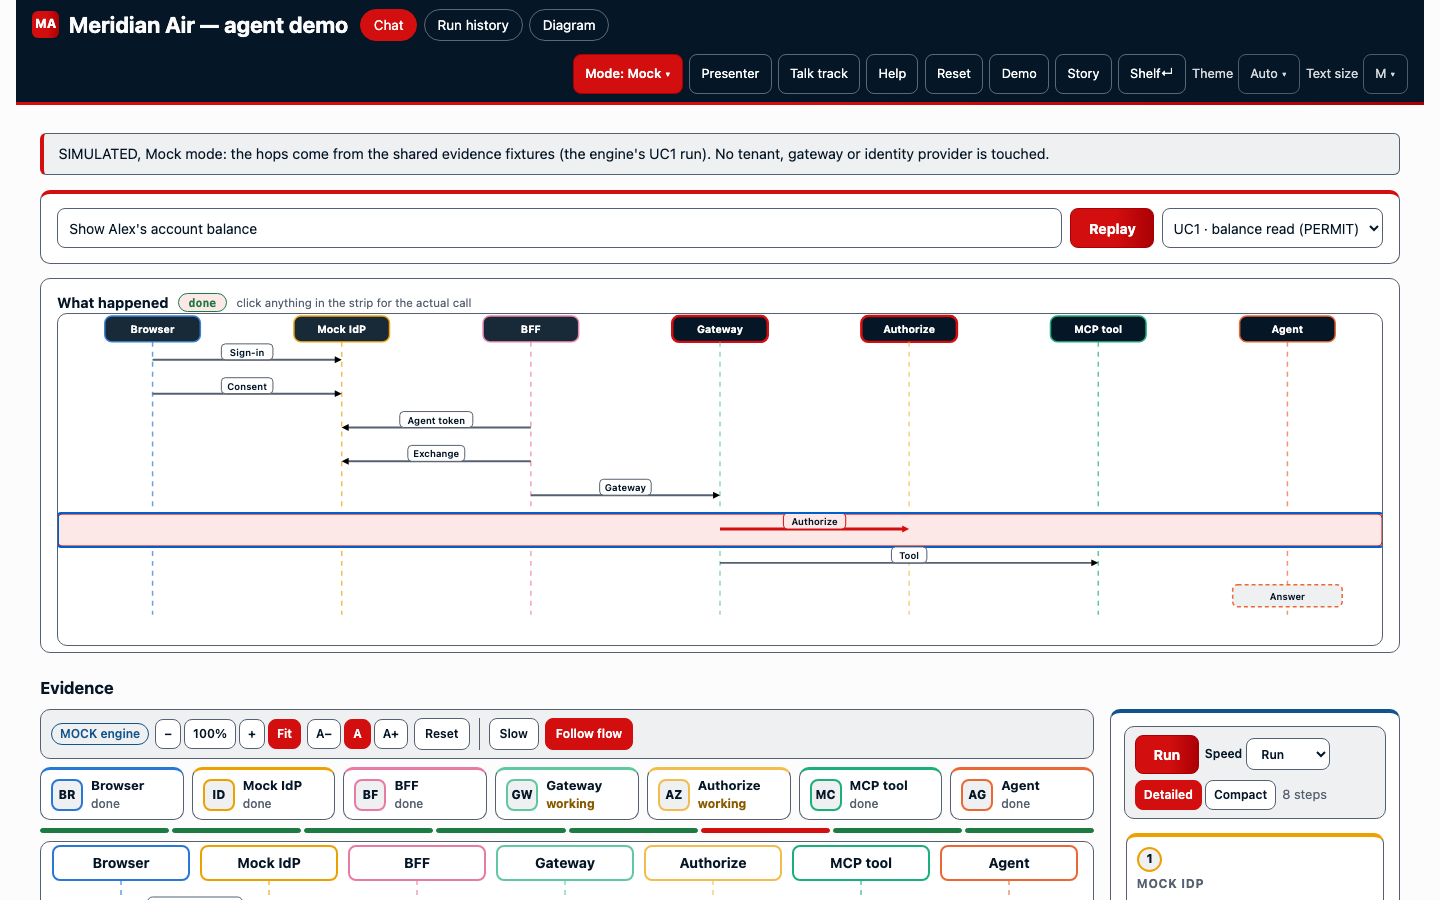 MA Meridian Air — agent demo Chat Run history Diagram
Mode: Mock ▾ Presenter Talk track Help Reset Demo Story Shelf↵ Theme Auto ▾ Text size M ▾
SIMULATED, Mock mode: the hops come from the shared evidence fixtures (the engine's UC1 run). No tenant, gateway or identity provider is touched.
Show Alex's account balance Replay UC1 · balance read (PERMIT)
What happened done click anything in the strip for the actual call
Browser Mock IdP BFF Gateway Authorize MCP tool Agent
Sign-in
Consent
Agent token
Exchange
Gateway
Authorize
Tool
Answer
Evidence
MOCK engine − 100% + Fit A− A A+ Reset Slow Follow flow
Run Speed Run
Detailed Compact 8 steps
BR Browser done
ID Mock IdP done
BF BFF done
GW Gateway working
AZ Authorize working
MC MCP tool done
AG Agent done
Browser Mock IdP BFF Gateway Authorize MCP tool Agent
1
MOCK IDP